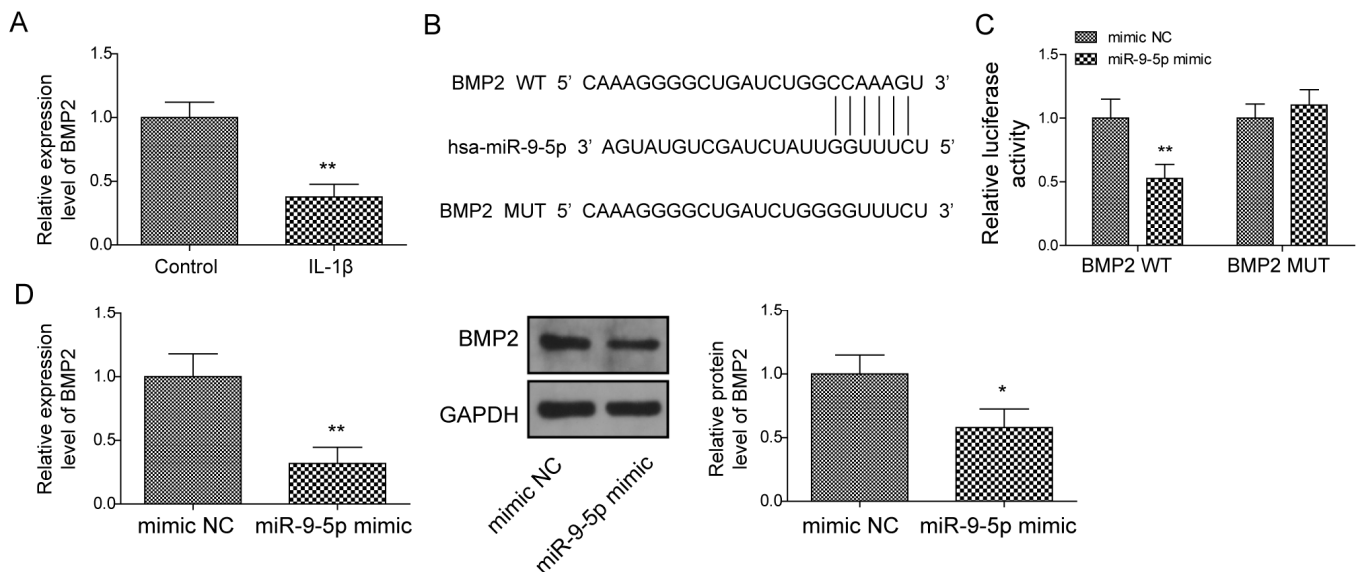 A
Relative expression
level of BMP2
1.5
1.0
0.5
0.0
**
Control
IL-1β
B
BMP2 WT 5’ CAAAGGGGCUGAUCUGGCCAAAGU 3’
hsa-miR-9-5p 3’ AGUAUGUCGAUCUAUUGGUUUCU 5’
BMP2 MUT 5’ CAAAGGGGCUGAUCUGGGGUUUCU 3’
C
mimic NC
miR-9-5p mimic
Relative luciferase
activity
1.5
1.0
0.5
1.0
**
BMP2 WT
BMP2 MUT
D
Relative expression
level of BMP2
1.5
1.0
0.5
0.0
**
mimic NC
miR-9-5p mimic
BMP2
GAPDH
mimic NC
miR-9-5p mimic
Relative protein
level of BMP2
1.5
1.0
0.5
0.0
*
mimic NC
miR-9-5p mimic